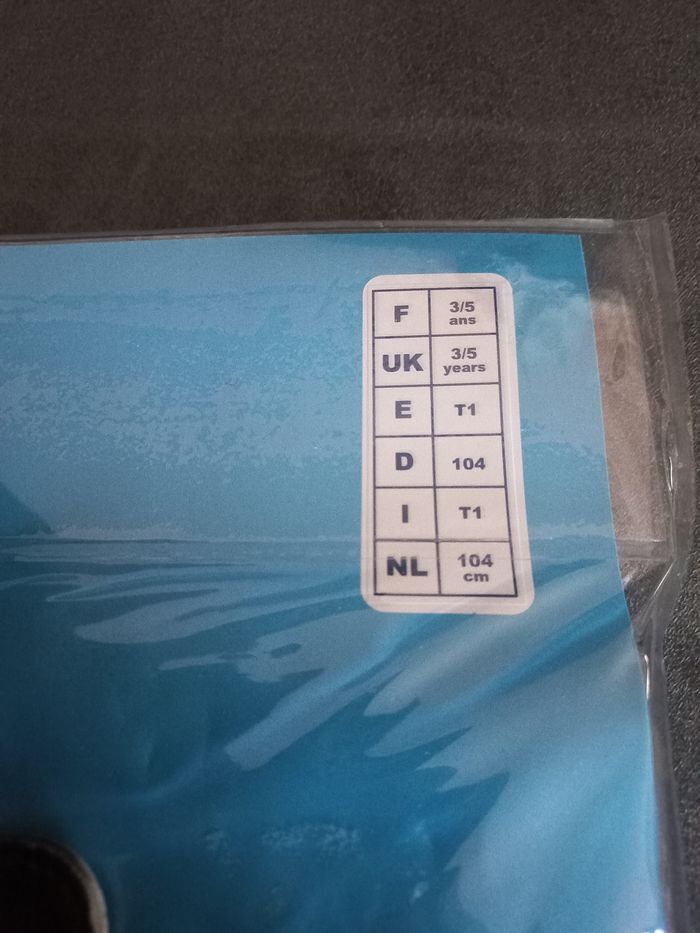 F 3/5
ans
UK 3/5
years
E T1
D 104
I T1
NL 104
cm